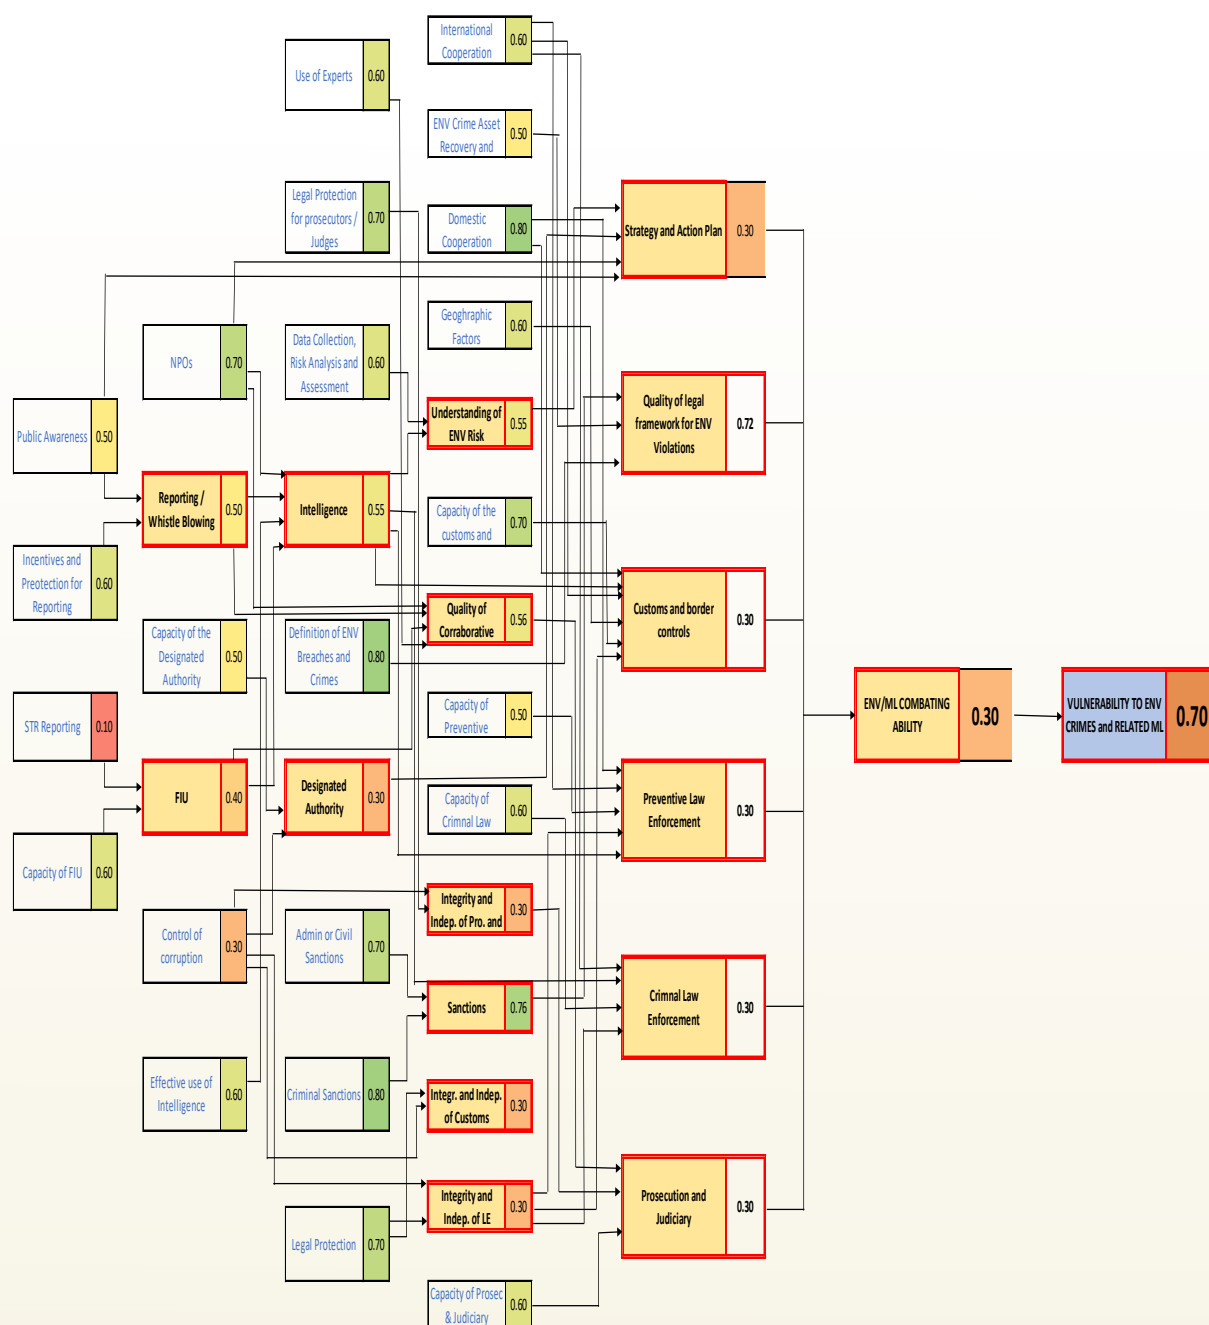 International
Cooperation
0.60
Use of Experts
0.60
ENV Crime Asset
Recovery and
0.50
Legal Protection
for prosecutors /
Judges
0.70
Domestic
Cooperation
0.80
Strategy and Action Plan
0.30
Geoghraphic
Factors
0.60
NPOs
0.70
Data Collection,
Risk Analysis and
Assessment
0.60
Quality of legal
framework for ENV
Violations
0.72
Public Awareness
0.50
Understanding of
ENV Risk
0.55
Reporting /
Whistle Blowing
0.50
Intelligence
0.55
Capacity of the
customs and
0.70
Incentives and
Preotection for
Reporting
0.60
Quality of
Corraborative
0.56
Customs and border
controls
0.30
Capacity of the
Designated
Authority
0.50
Definition of ENV
Breaches and
Crimes
0.80
STR Reporting
0.10
Capacity of
Preventive
0.50
ENV/ML COMBATING
ABILITY
0.30
VULNERABILITY TO ENV
CRIMES and RELATED ML
0.70
FIU
0.40
Designated
Authority
0.30
Capacity of
Crimnal Law
0.60
Preventive Law
Enforcement
0.30
Capacity of FIU
0.60
Integrity and
Indep. of Pro. and
0.30
Control of
corruption
0.30
Admin or Civil
Sanctions
0.70
Sanctions
0.76
Crimnal Law
Enforcement
0.30
Effective use of
Intelligence
0.60
Criminal Sanctions
0.80
Integr. and Indep.
of Customs
0.30
Integrity and
Indep. of LE
0.30
Prosecution and
Judiciary
0.30
Legal Protection
0.70
Capacity of Prosec
& Judiciary
0.60